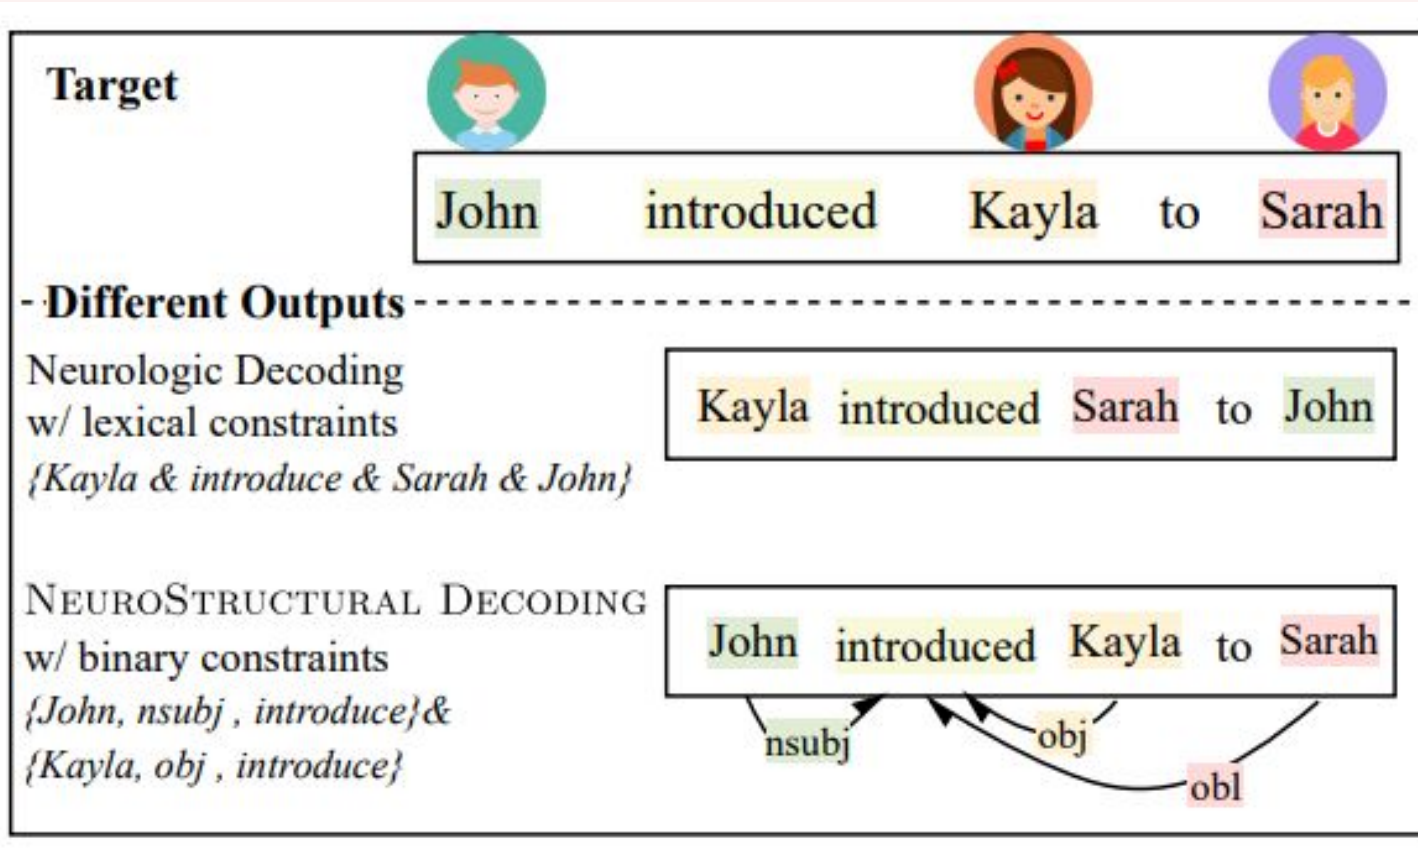 Target
John introduced Kayla to Sarah
Different Outputs
Neurologic Decoding
w/ lexical constraints
{Kayla & introduce & Sarah & John}
Kayla introduced Sarah to John
NEUROSTRUCTURAL DECODING
w/ binary constraints
{John, nsubj , introduce}&
{Kayla, obj , introduce}
John introduced Kayla to Sarah
nsubj
obj
obl